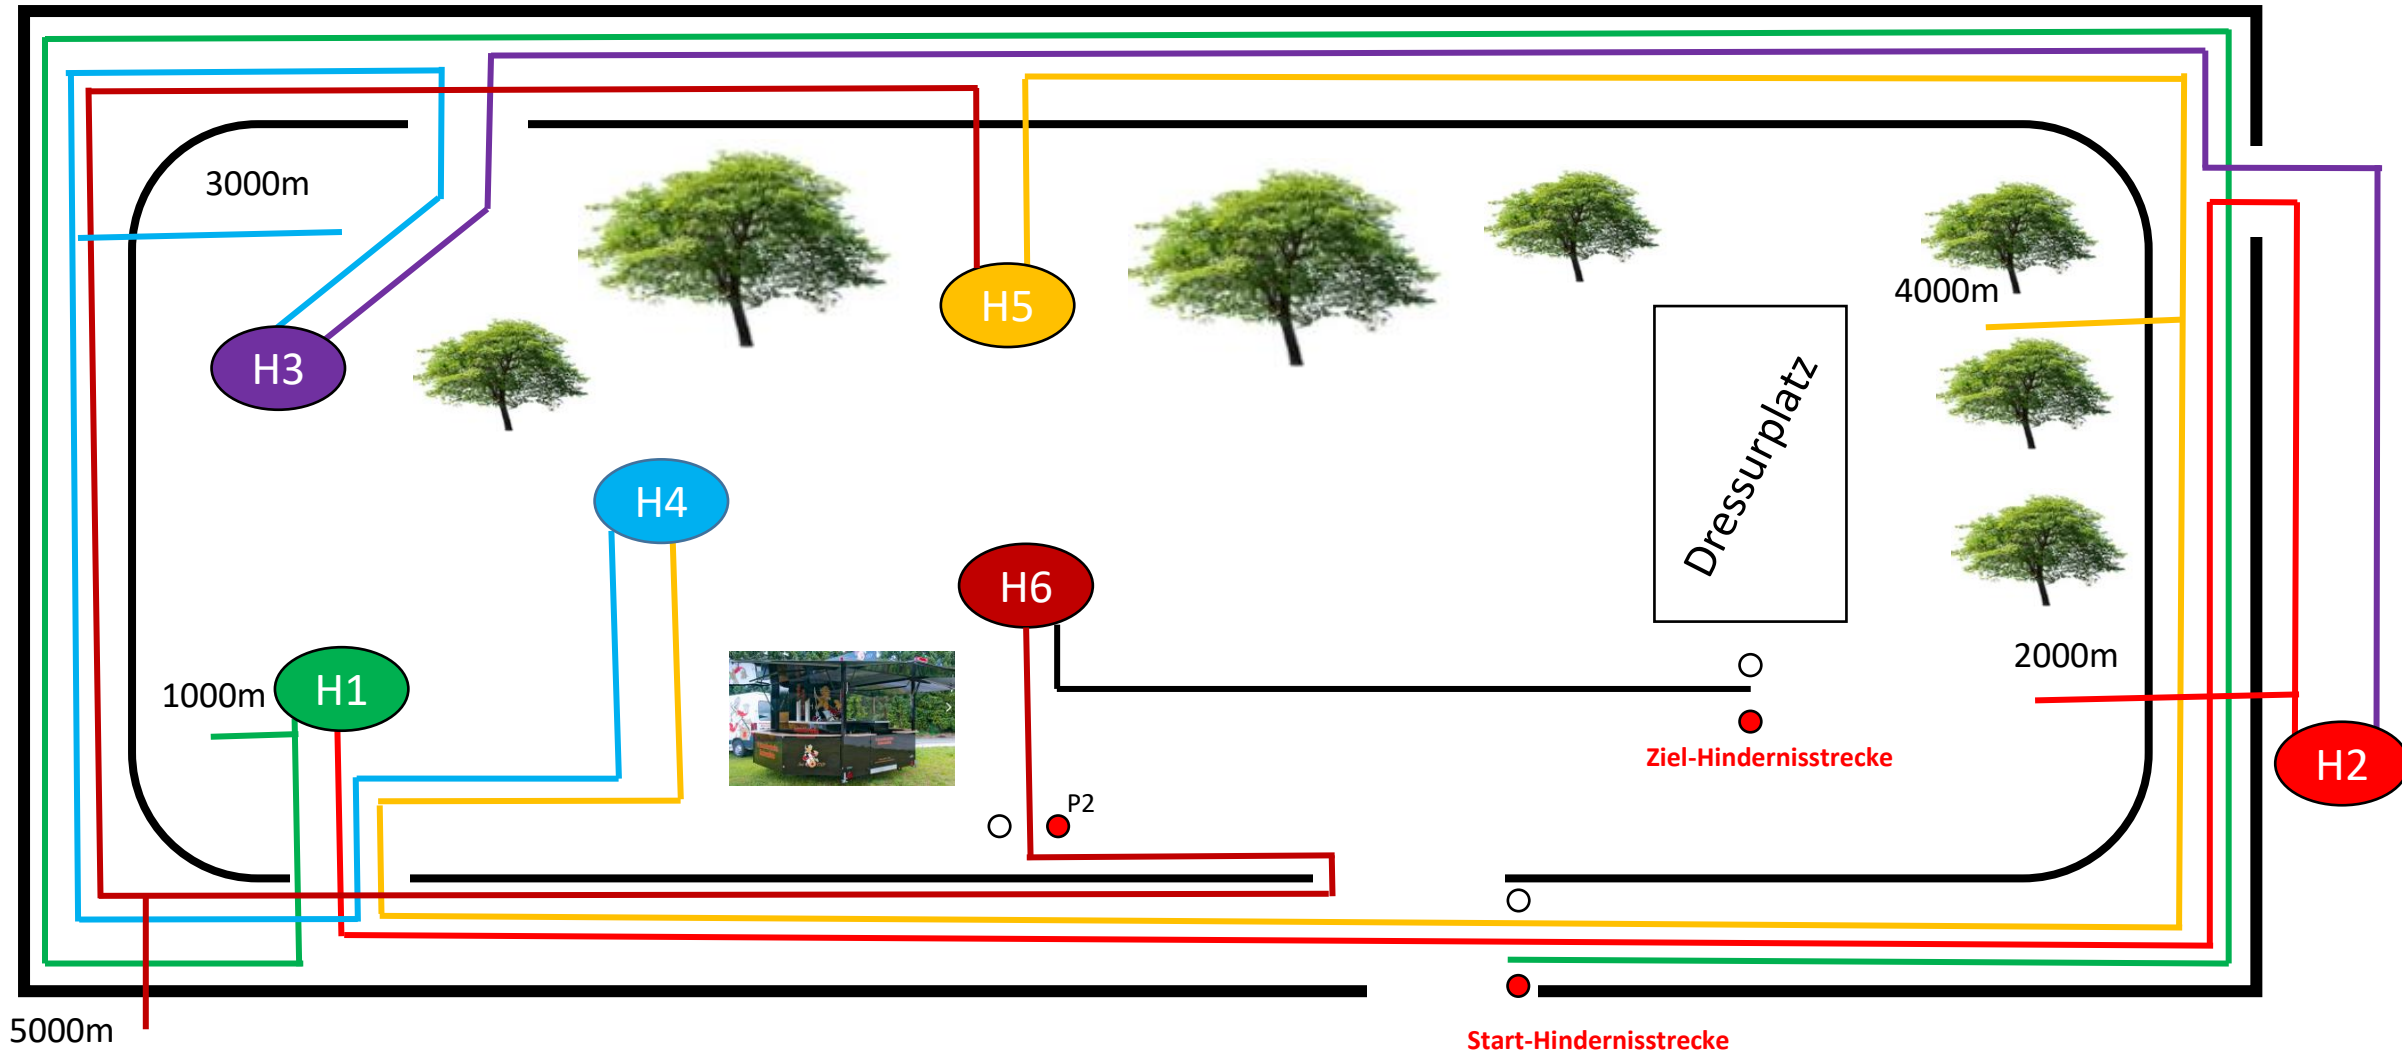 3000m
H5
4000m
H3
Dressurplatz
H4
H6
2000m
1000m
H1
Ziel-Hindernisstrecke
H2
P2
5000m
Start-Hindernisstrecke